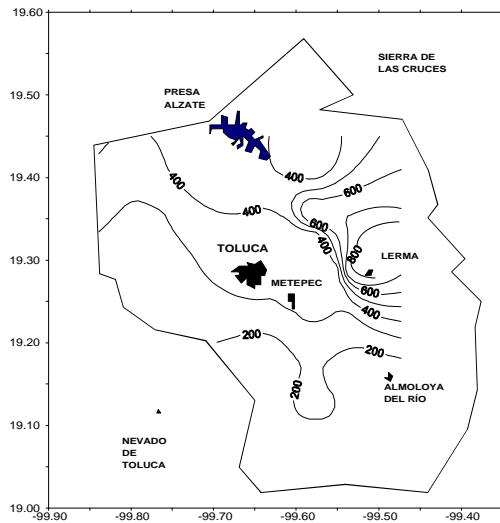 19.60
SIERRA DE
LAS CRUCES
PRESA
ALZATE
19.50
400
19.40
400
600
400
600
TOLUCA
400
800
LERMA
19.30
METEPEC
600
400
200
200
19.20
200
ALMOLOYA
DEL RÍO
19.10
NEVADO
DE
TOLUCA
19.00
-99.90 -99.80 -99.70 -99.60 -99.50 -99.40